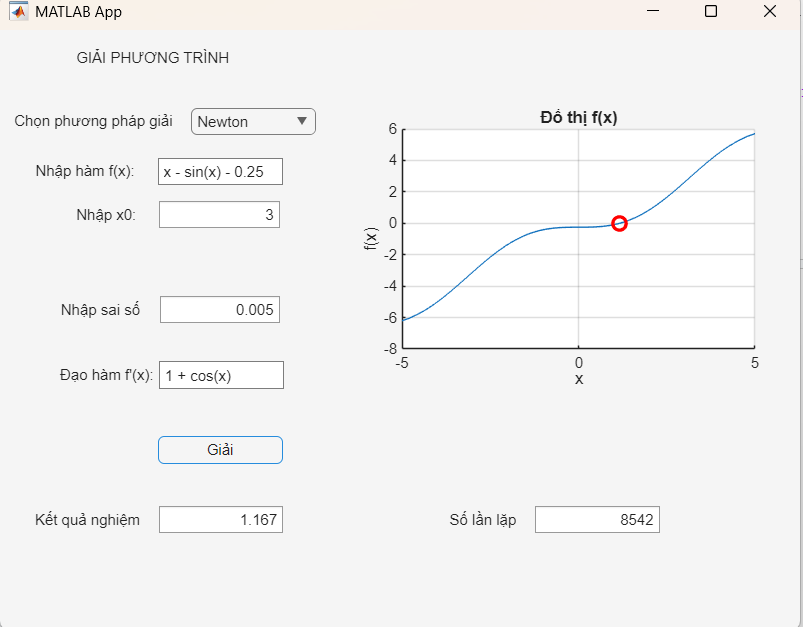 MATLAB App
GIẢI PHƯƠNG TRÌNH
Chọn phương pháp giải
Newton
Nhập hàm f(x):
x - sin(x) - 0.25
Nhập x0:
3
Nhập sai số
0.005
Đạo hàm f'(x):
1 + cos(x)
Giải
Kết quả nghiệm
1.167
Đồ thị f(x)
6
4
2
0
-2
-4
-6
-8
f(x)
-5
0
5
x
Số lần lặp
8542